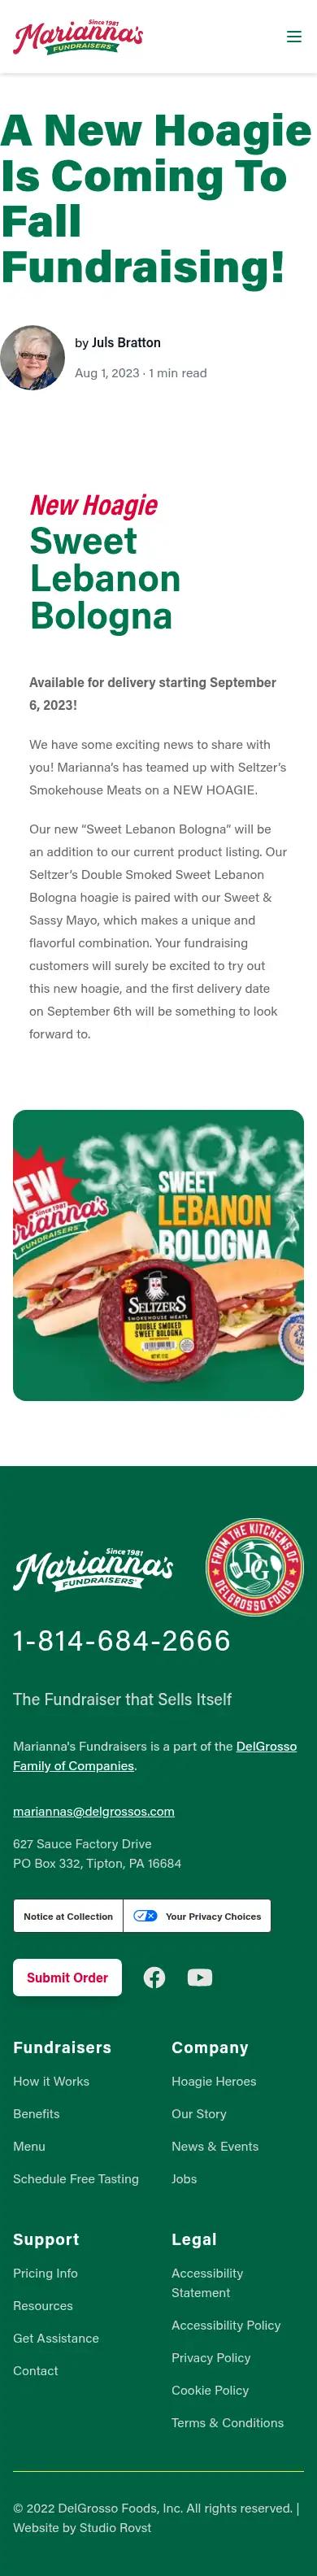 Since 1981
Marianna's
FUNDRAISERS
A New Hoagie
Is Coming To
Fall
Fundraising!
by Juls Bratton
Aug 1, 2023 · 1 min read
New Hoagie
Sweet
Lebanon
Bologna
Available for delivery starting September
6, 2023!
We have some exciting news to share with
you! Marianna’s has teamed up with Seltzer’s
Smokehouse Meats on a NEW HOAGIE.
Our new “Sweet Lebanon Bologna” will be
an addition to our current product listing. Our
Seltzer’s Double Smoked Sweet Lebanon
Bologna hoagie is paired with our Sweet &
Sassy Mayo, which makes a unique and
flavorful combination. Your fundraising
customers will surely be excited to try out
this new hoagie, and the first delivery date
on September 6th will be something to look
forward to.
SMOK
NEW
SWEET
LEBANON
BOLOGNA
arianna's
FUNDRAISERS
SELTZER'S
SMOKEHOUSE MEATS
DOUBLE SMOKED
SWEET BOLOGNA
Since 1981
Marianna's
FUNDRAISERS
FROM THE KITCHENS OF
DG
DELGROSSO FOODS
1-814-684-2666
The Fundraiser that Sells Itself
Marianna's Fundraisers is a part of the DelGrosso
Family of Companies.
mariannas@delgrossos.com
627 Sauce Factory Drive
PO Box 332, Tipton, PA 16684
Notice at Collection
Your Privacy Choices
Submit Order
Fundraisers
How it Works
Benefits
Menu
Schedule Free Tasting
Company
Hoagie Heroes
Our Story
News & Events
Jobs
Support
Pricing Info
Resources
Get Assistance
Contact
Legal
Accessibility
Statement
Accessibility Policy
Privacy Policy
Cookie Policy
Terms & Conditions
© 2022 DelGrosso Foods, Inc. All rights reserved. |
Website by Studio Rovst